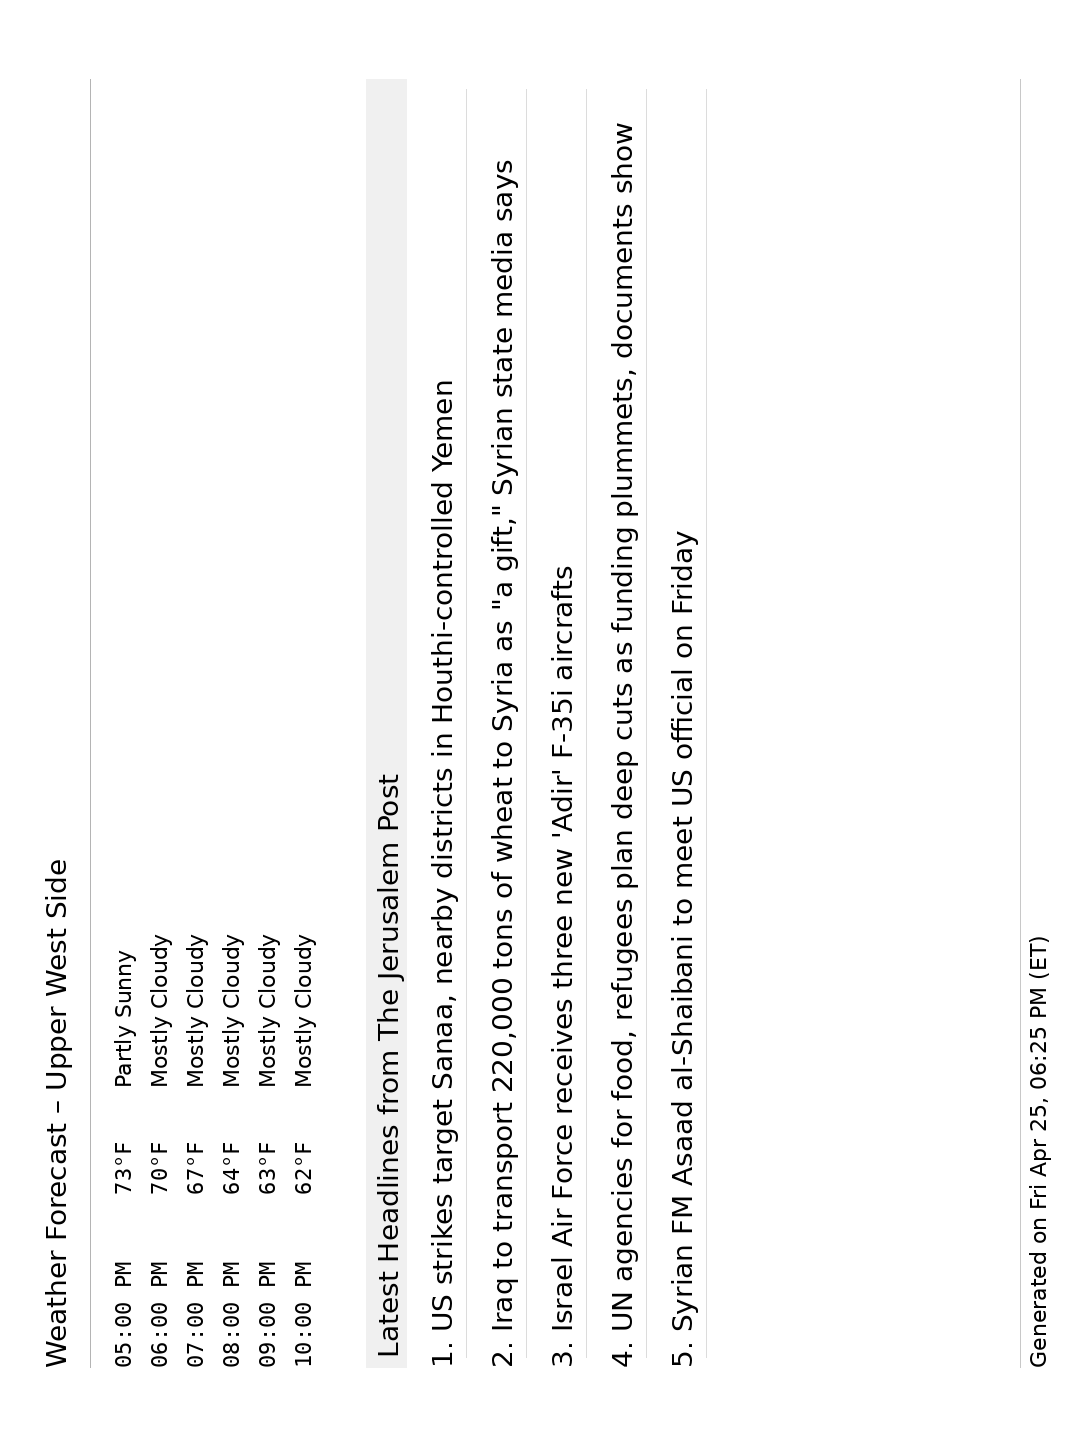 Weather Forecast – Upper West Side
05:00 PM 73°F Partly Sunny
06:00 PM 70°F Mostly Cloudy
07:00 PM 67°F Mostly Cloudy
08:00 PM 64°F Mostly Cloudy
09:00 PM 63°F Mostly Cloudy
10:00 PM 62°F Mostly Cloudy
Latest Headlines from The Jerusalem Post
1. US strikes target Sanaa, nearby districts in Houthi-controlled Yemen
2. Iraq to transport 220,000 tons of wheat to Syria as "a gift," Syrian state media says
3. Israel Air Force receives three new 'Adir' F-35i aircrafts
4. UN agencies for food, refugees plan deep cuts as funding plummets, documents show
5. Syrian FM Asaad al-Shaibani to meet US official on Friday
Generated on Fri Apr 25, 06:25 PM (ET)